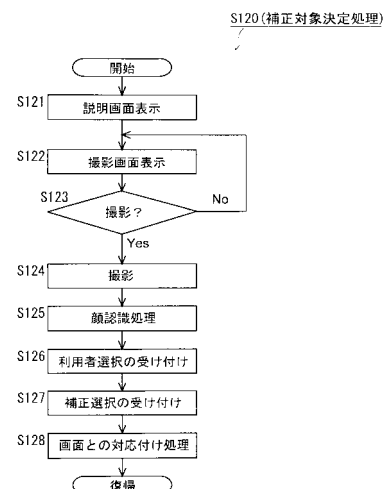 S120(補正対象決定処理)
開始
S121
説明画面表示
S122
撮影画面表示
S123
撮影?
No
Yes
S124
撮影
S125
顔認識処理
S126
利用者選択の受け付け
S127
補正選択の受け付け
S128
画面との対応付け処理
復帰